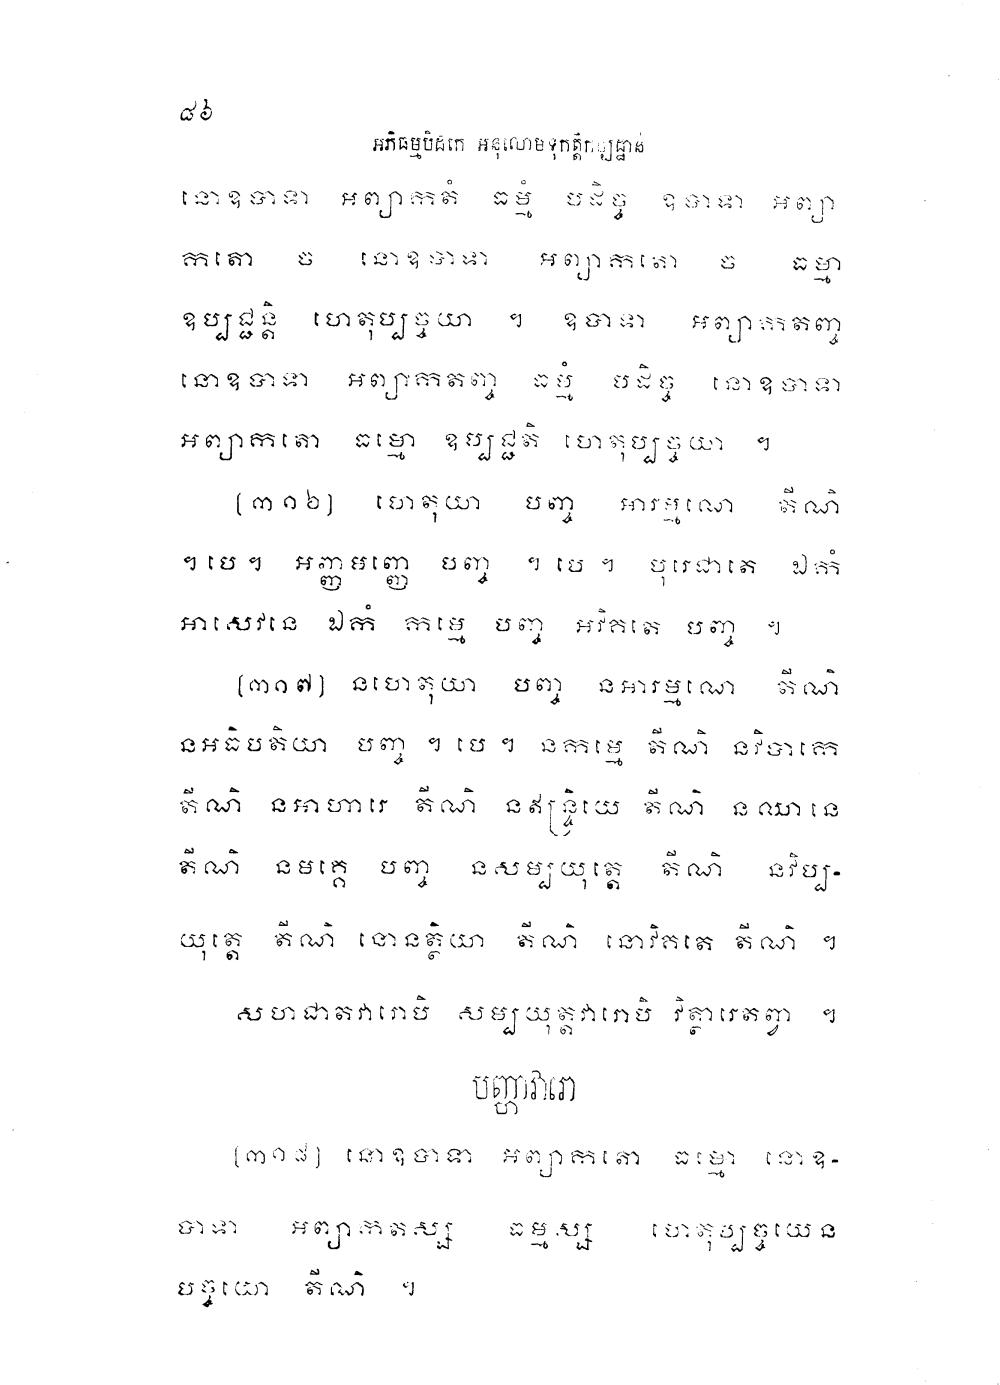 ៨៦
អភិធម្មបិដកេ អនុលោមទុកត្តិកប្បដ្ឋានំ
នោឧបាទា អព្យាកតំ ធម្មំ បដិច្ច ឧបាទា អព្យា
កតោ ច នោឧបាទា អព្យាកតោ ច ធម្មា
ឧប្បជ្ជន្តិ ហេតុប្បច្ចយា ។ ឧបាទា អព្យាកតញ្ច
នោឧបាទា អព្យាកតញ្ច ធម្មំ បដិច្ច នោឧបាទា
អព្យាកតោ ធម្មោ ឧប្បជ្ជតិ ហេតុប្បច្ចយា ។
(៣១៦) ហេតុយា បញ្ច អារម្មណេ តីណិ
។ បេ ។ អញ្ញមញ្ញេ បញ្ច ។ បេ ។ បុរេជាតេ ឯកំ
អាសេវនេ ឯកំ កម្មេ បញ្ច អវិគតេ បញ្ច ។
(៣១៧) នហេតុយា បញ្ច នអារម្មណេ តីណិ
នអធិបតិយា បញ្ច ។ បេ ។ នកម្មេ តីណិ នវិបាកេ
តីណិ នអាហារេ តីណិ នឥន្ទ្រិយេ តីណិ នឈានេ
តីណិ នមគ្គេ បញ្ច នសម្បយុត្តេ តីណិ នវិប្ប-
យុត្តេ តីណិ នោនត្ថិយា តីណិ នោវិគតេ តីណិ ។
សហជាតវារោបិ សម្បយុត្តវារោបិ វិត្ថារេតព្វា ។
បញ្ហាវារោ
(៣១៨) នោឧបាទា អព្យាកតោ ធម្មោ នោឧ-
បាទា អព្យាកតស្ស ធម្មស្ស ហេតុប្បច្ចយេន
បច្ចយោ តីណិ ។